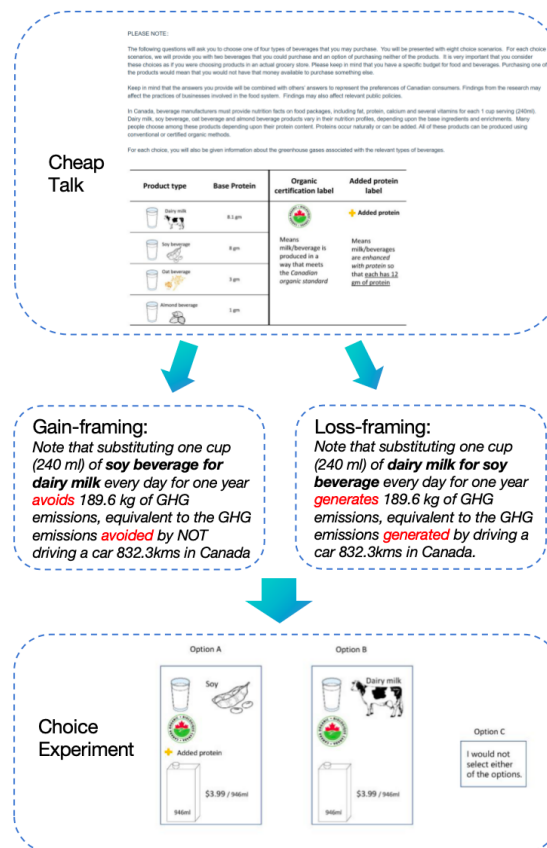 PLEASE NOTE:
The following questions will ask you to choose one of four types of beverages that you may purchase. You will be presented with eight choice scenarios. For each choice
scenarios, we will provide you with two beverages that you could purchase and an option of purchasing neither of the products. It is very important that you consider
these choices as if you were choosing products in an actual grocery store. Please keep in mind that you have a specific budget for food and beverages. Purchasing one of
the products would mean that you would not have that money available to purchase something else.
Keep in mind that the answers you provide will be combined with others' answers to represent the preferences of Canadian consumers. Findings from the research may
affect the practices of businesses involved in the food system. Findings may also affect relevant public policies.
In Canada, beverage manufacturers must provide nutrition facts on food packages, including fat, protein, calcium and several vitamins for each 1 cup serving (240ml).
Dairy milk, soy beverage, oat beverage and almond beverage products vary in their nutrition profiles, depending upon the base ingredients and enrichments. Many
people choose among these products depending upon their protein content. Proteins occur naturally or can be added. All of these products can be produced using
conventional or certified organic methods.
For each choice, you will also be given information about the greenhouse gases associated with the relevant types of beverages.
Cheap
Talk
Product type
Base Protein
Organic
certification label
Added protein
label
Dairy milk
8.1 gm
Soy beverage
8 gm
Oat beverage
3 gm
Almond beverage
1 gm
Means
milk/beverage is
produced in a
way that meets
the Canadian
organic standard
Added protein
Means
milk/beverages
are enhanced
with protein so
that each has 12
gm of protein
Gain-framing:
Note that substituting one cup
(240 ml) of soy beverage for
dairy milk every day for one year
avoids 189.6 kg of GHG
emissions, equivalent to the GHG
emissions avoided by NOT
driving a car 832.3kms in Canada
Loss-framing:
Note that substituting one cup
(240 ml) of dairy milk for soy
beverage every day for one year
generates 189.6 kg of GHG
emissions, equivalent to the GHG
emissions generated by driving a
car 832.3kms in Canada.
Choice
Experiment
Option A
Soy
Added protein
$3.99 / 946ml
946ml
Option B
Dairy milk
$3.99 / 946ml
946ml
Option C
I would not
select either
of the options.